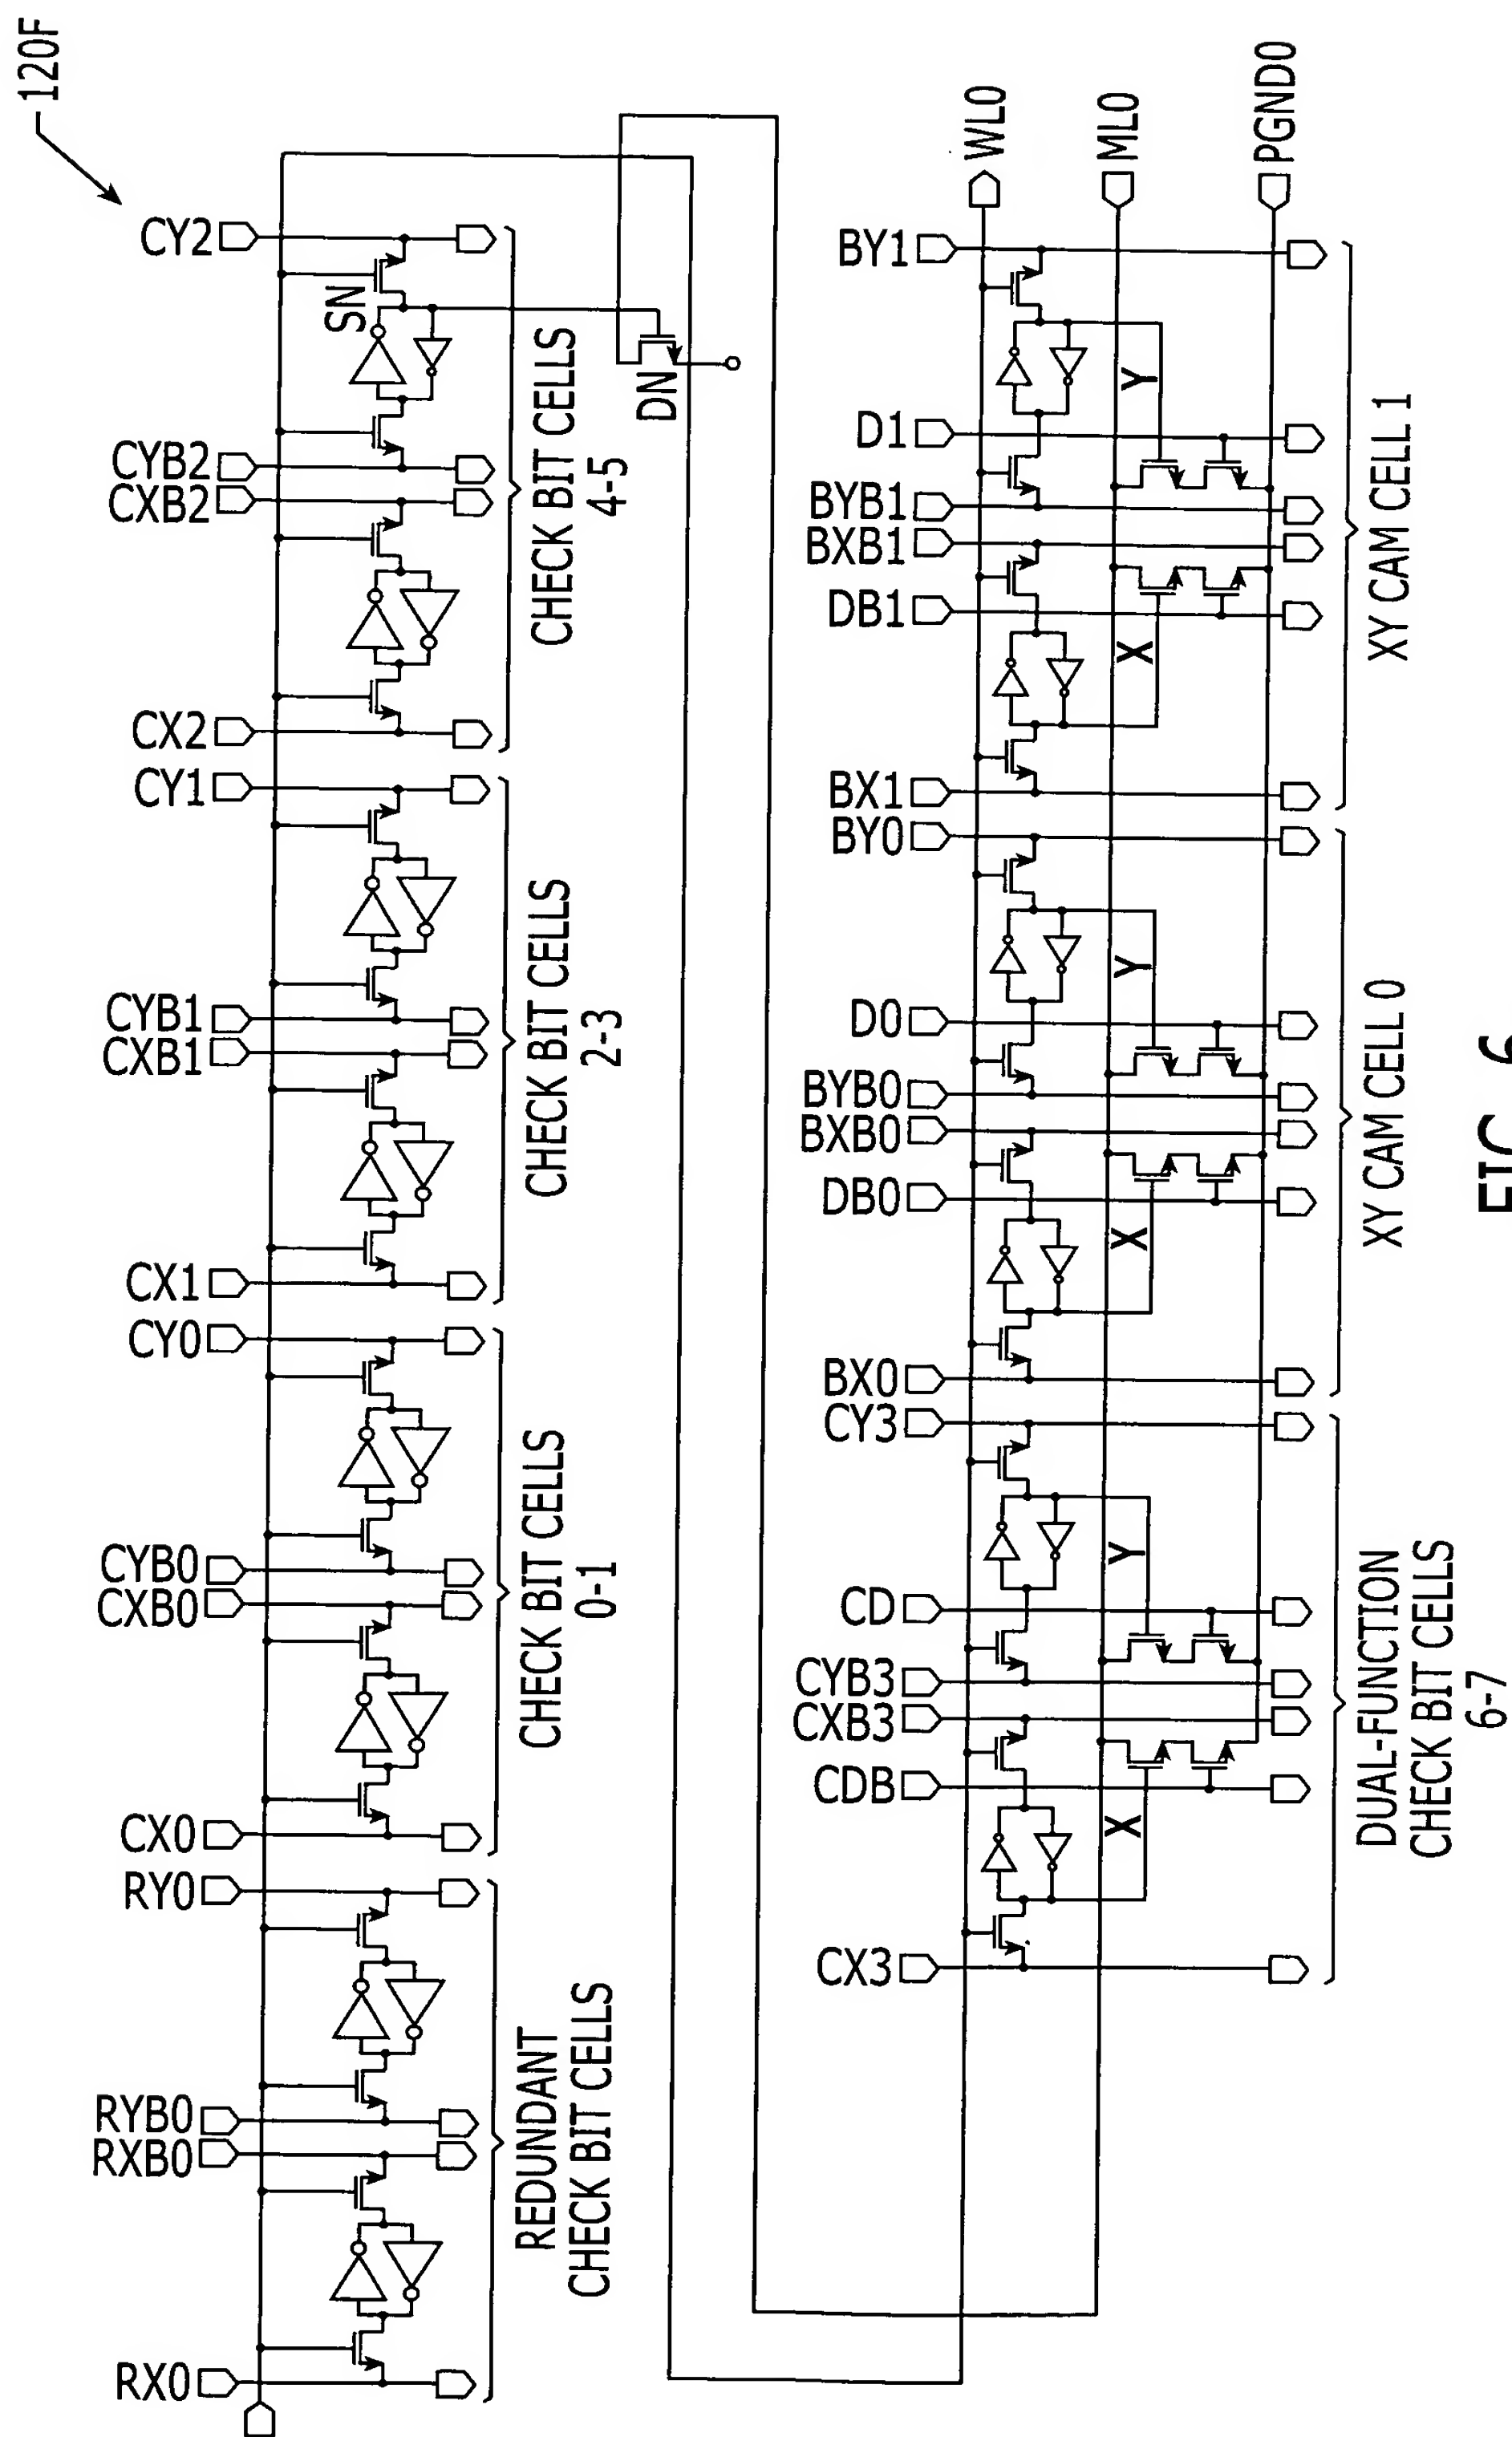 120F
CY2
SN
CYB2
CXB2
CX2
CHECK BIT CELLS
4-5
DN
CY1
CYB1
CXB1
CX1
CHECK BIT CELLS
2-3
CY0
CYB0
CXB0
CX0
CHECK BIT CELLS
0-1
RY0
RYB0
RXB0
RX0
REDUNDANT
CHECK BIT CELLS
WL0
ML0
PGND0
BY1
Y
D1
BYB1
BXB1
DB1
X
BX1
XY CAM CELL 1
BY0
Y
D0
BYB0
BXB0
DB0
X
BX0
XY CAM CELL 0
CY3
Y
CD
CYB3
CXB3
CDB
X
CX3
DUAL-FUNCTION
CHECK BIT CELLS
6-7
FIG. 6